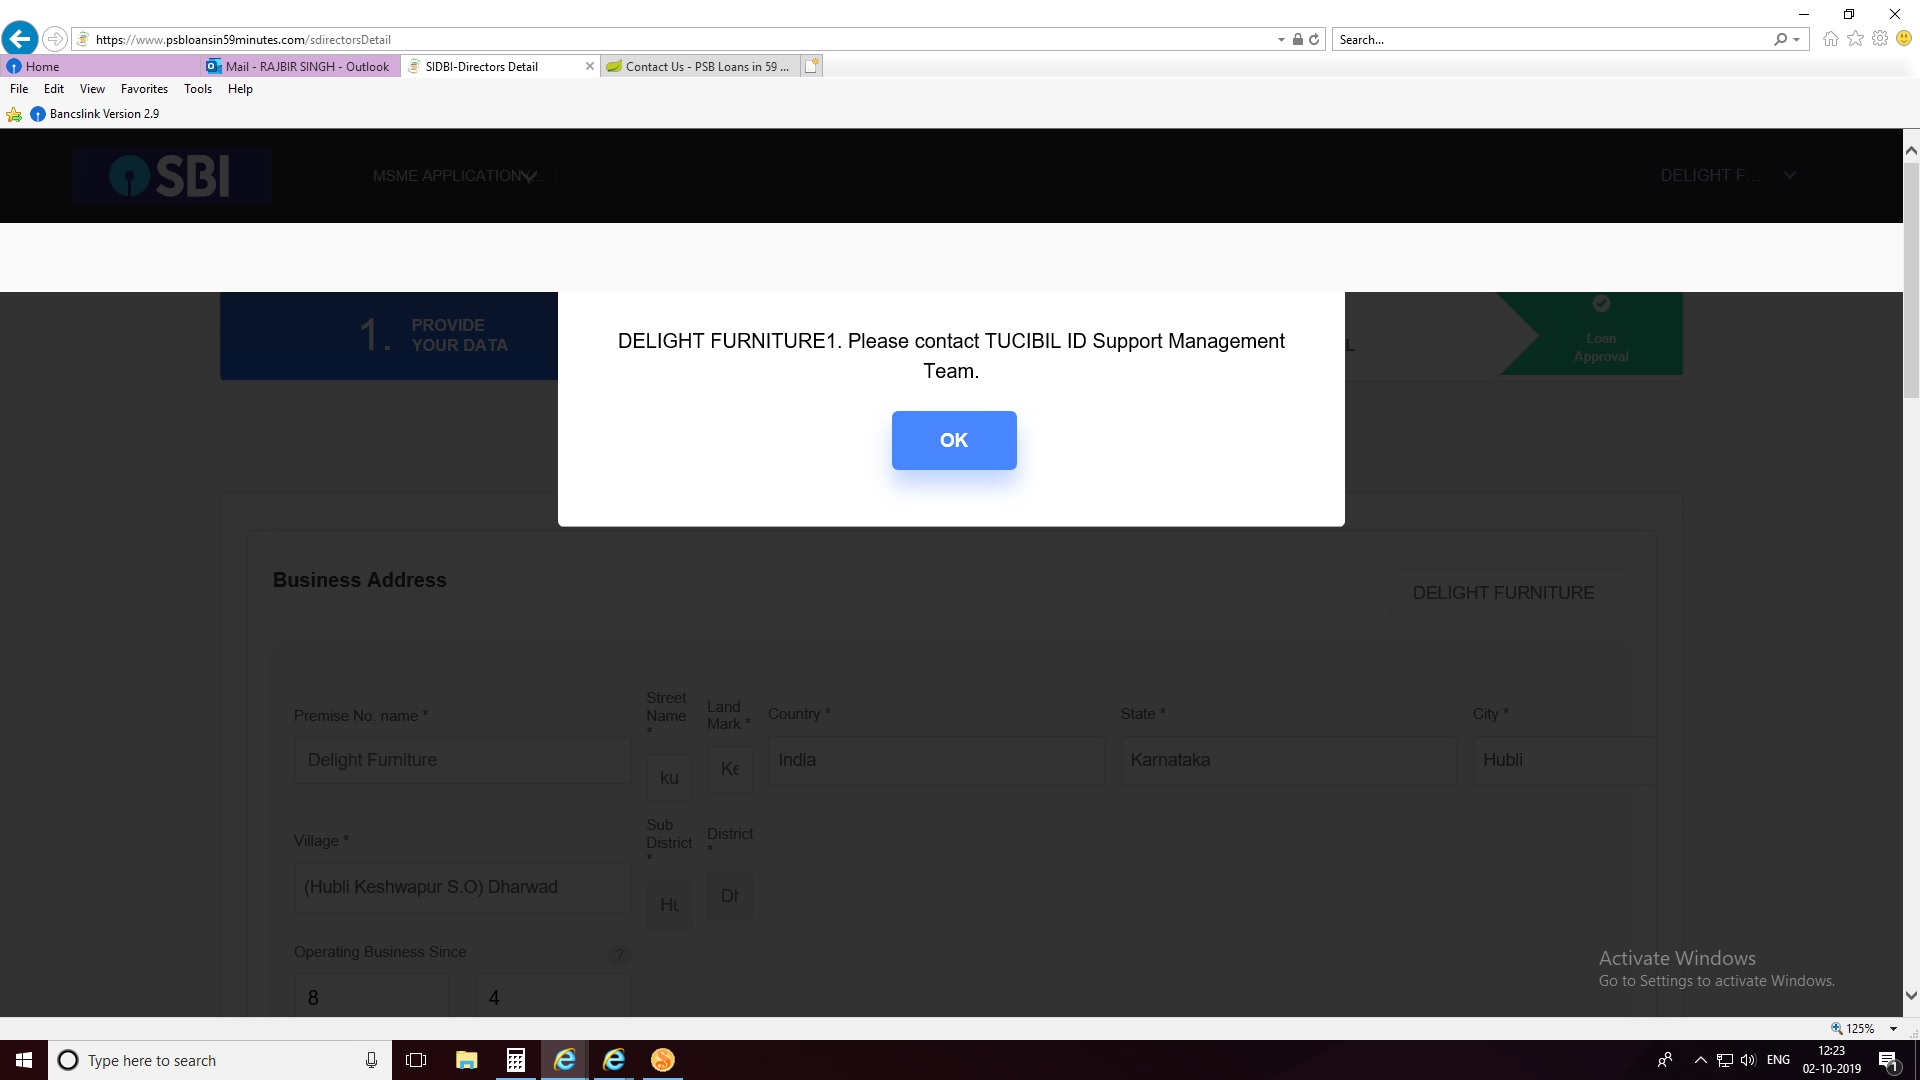 https://www.psbloansin59minutes.com/sdirectorsDetail
Search...
Home
Mail - RAJBIR SINGH - Outlook
SIDBI-Directors Detail
Contact Us - PSB Loans in 59 ...
File Edit View Favorites Tools Help
Bancslink Version 2.9
SBI
MSME APPLICATION
DELIGHT F...
1.
PROVIDE
YOUR DATA
L
Loan
Approval
DELIGHT FURNITURE1. Please contact TUCIBIL ID Support Management
Team.
OK
Business Address
DELIGHT FURNITURE
Premise No. name *
Street
Name
*
Land
Mark *
Country *
State *
City *
Delight Furniture
ku
Ke
India
Karnataka
Hubli
Village *
Sub
District
*
District
*
(Hubli Keshwapur S.O) Dharwad
Hu
Dh
Operating Business Since
?
8
4
Activate Windows
Go to Settings to activate Windows.
125%
Type here to search
ENG
12:23
02-10-2019
1